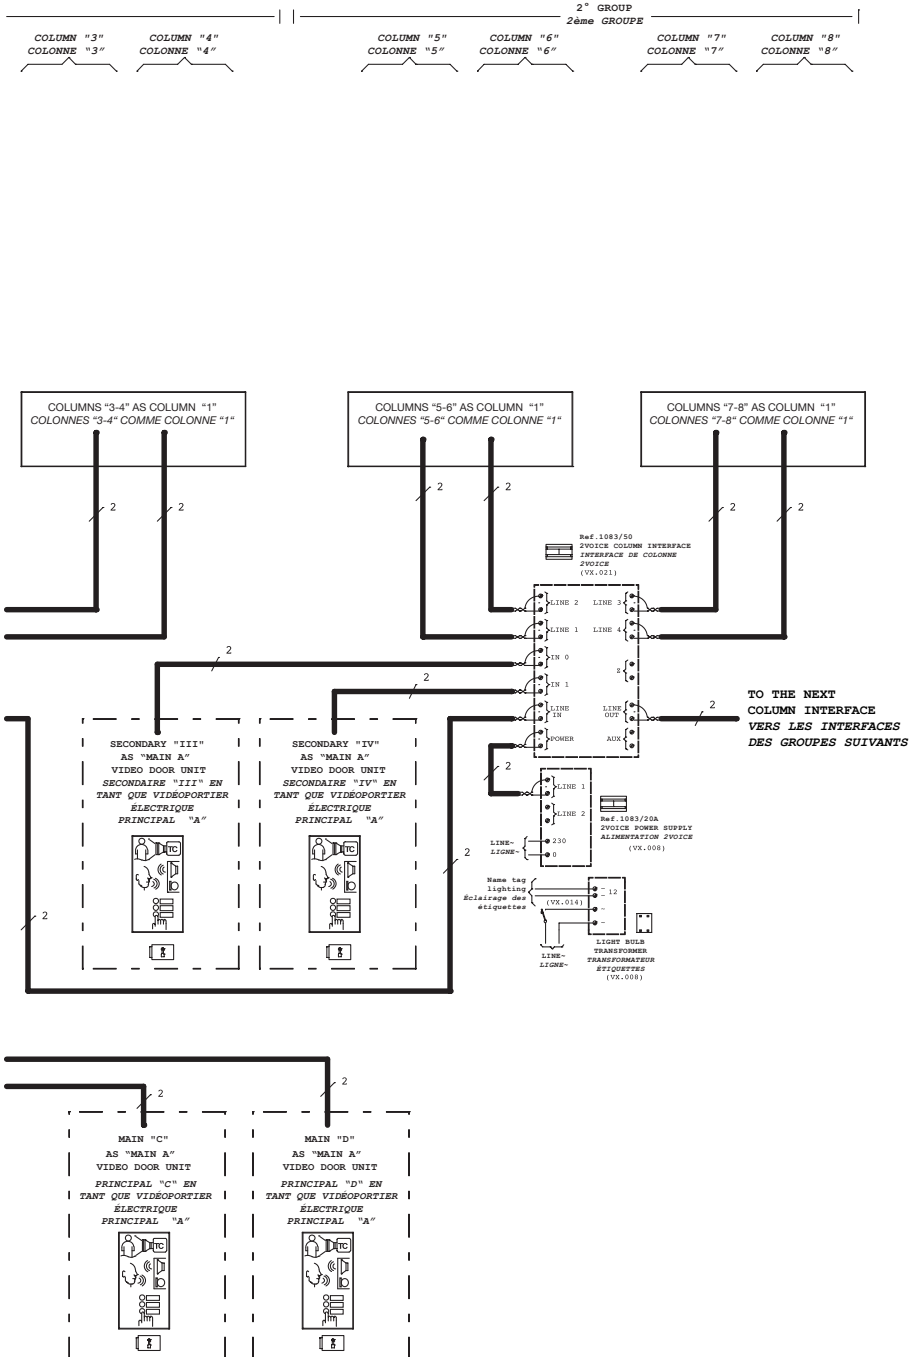 2° GROUP
2ème GROUPE
COLUMN "3"
COLONNE "3"
COLUMN "4"
COLONNE "4"
COLUMN "5"
COLONNE "5"
COLUMN "6"
COLONNE "6"
COLUMN "7"
COLONNE "7"
COLUMN "8"
COLONNE "8"
COLUMNS "3-4" AS COLUMN "1"
COLONNES "3-4" COMME COLONNE "1"
COLUMNS "5-6" AS COLUMN "1"
COLONNES "5-6" COMME COLONNE "1"
COLUMNS "7-8" AS COLUMN "1"
COLONNES "7-8" COMME COLONNE "1"
2
2
2
2
2
2
Ref.1083/50
2VOICE COLUMN INTERFACE
INTERFACE DE COLONNE
2VOICE
(VX.021)
LINE 2
LINE 3
LINE 1
LINE 4
IN 0
Z
IN 1
LINE
IN
LINE
OUT
POWER
AUX
2
2
2
TO THE NEXT
COLUMN INTERFACE
VERS LES INTERFACES
DES GROUPES SUIVANTS
SECONDARY "III"
AS "MAIN A"
VIDEO DOOR UNIT
SECONDAIRE "III" EN
TANT QUE VIDÉOPORTIER
ÉLECTRIQUE
PRINCIPAL "A"
TC
SECONDARY "IV"
AS "MAIN A"
VIDEO DOOR UNIT
SECONDAIRE "IV" EN
TANT QUE VIDÉOPORTIER
ÉLECTRIQUE
PRINCIPAL "A"
TC
2
LINE 1
LINE 2
230
0
LINE~
LIGNE~
Ref.1083/20A
2VOICE POWER SUPPLY
ALIMENTATION 2VOICE
(VX.008)
2
2
Name tag
lighting
Éclairage des
étiquettes
(VX.014)
12
~
~
~
LINE~
LIGNE~
LIGHT BULB
TRANSFORMER
TRANSFORMATEUR
ÉTIQUETTES
(VX.008)
2
2
MAIN "C"
AS "MAIN A"
VIDEO DOOR UNIT
PRINCIPAL "C" EN
TANT QUE VIDÉOPORTIER
ÉLECTRIQUE
PRINCIPAL "A"
TC
MAIN "D"
AS "MAIN A"
VIDEO DOOR UNIT
PRINCIPAL "D" EN
TANT QUE VIDÉOPORTIER
ÉLECTRIQUE
PRINCIPAL "A"
TC